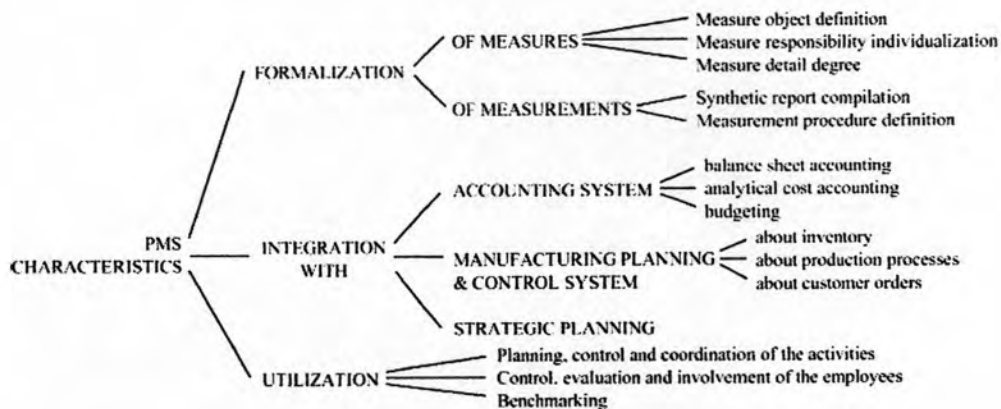 Measure object definition
OF MEASURES
Measure responsibility individualization
Measure detail degree
FORMALIZATION
Synthetic report compilation
OF MEASUREMENTS
Measurement procedure definition
balance sheet accounting
ACCOUNTING SYSTEM
analytical cost accounting
budgeting
PMS
CHARACTERISTICS
INTEGRATION
WITH
about inventory
MANUFACTURING PLANNING
& CONTROL SYSTEM
about production processes
about customer orders
STRATEGIC PLANNING
Planning, control and coordination of the activities
UTILIZATION
Control, evaluation and involvement of the employees
Benchmarking